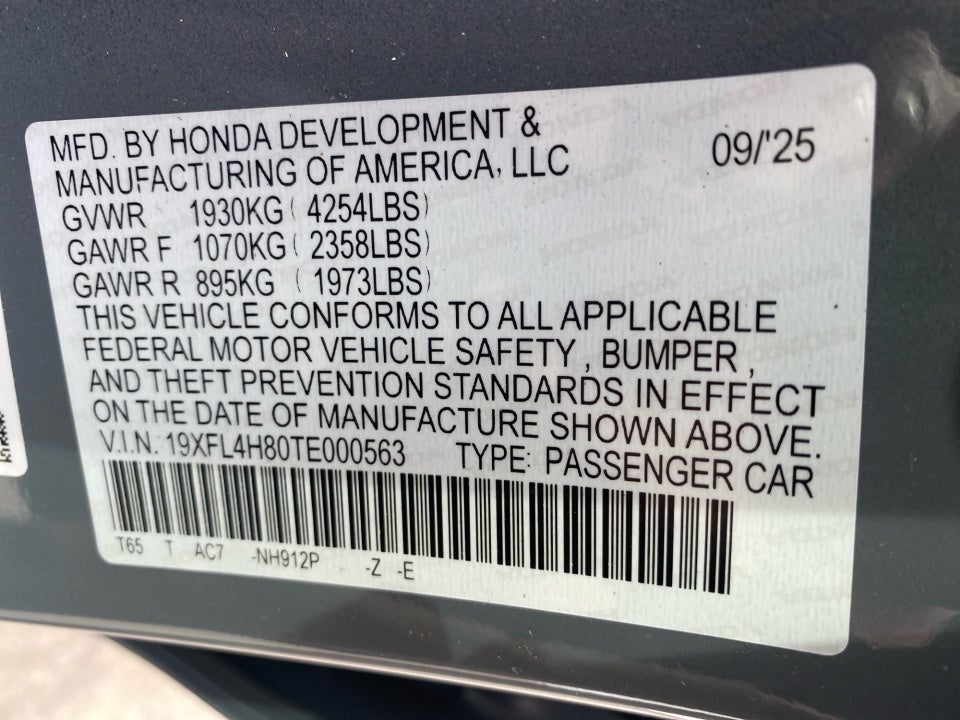 MFD. BY HONDA DEVELOPMENT & 09/'25
MANUFACTURING OF AMERICA, LLC
GVWR 1930KG ( 4254LBS)
GAWR F 1070KG ( 2358LBS)
GAWR R 895KG ( 1973LBS)
THIS VEHICLE CONFORMS TO ALL APPLICABLE
FEDERAL MOTOR VEHICLE SAFETY , BUMPER ,
AND THEFT PREVENTION STANDARDS IN EFFECT
ON THE DATE OF MANUFACTURE SHOWN ABOVE.
V.I.N. 19XFL4H80TE000563 TYPE: PASSENGER CAR
T65 T AC7 -NH912P -Z -E